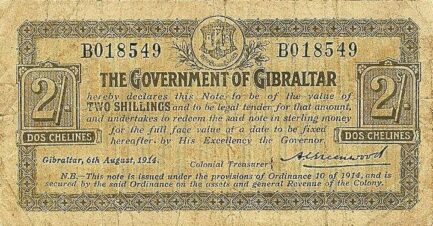 B018549 B018549
THE GOVERNMENT OF GIBRALTAR
2/- 2/-
hereby declares this Note to be of the value of
TWO SHILLINGS and to be legal tender for that amount,
and undertakes to redeem the said note in sterling money
for the full face value at a date to be fixed
hereafter by His Excellency the Governor.
DOS CHELINES DOS CHELINES
Gibraltar, 6th August, 1914.
Colonial Treasurer
N.B.—This note is issued under the provisions of Ordinance 10 of 1914, and is
secured by the said Ordinance on the assets and general Revenue of the Colony.